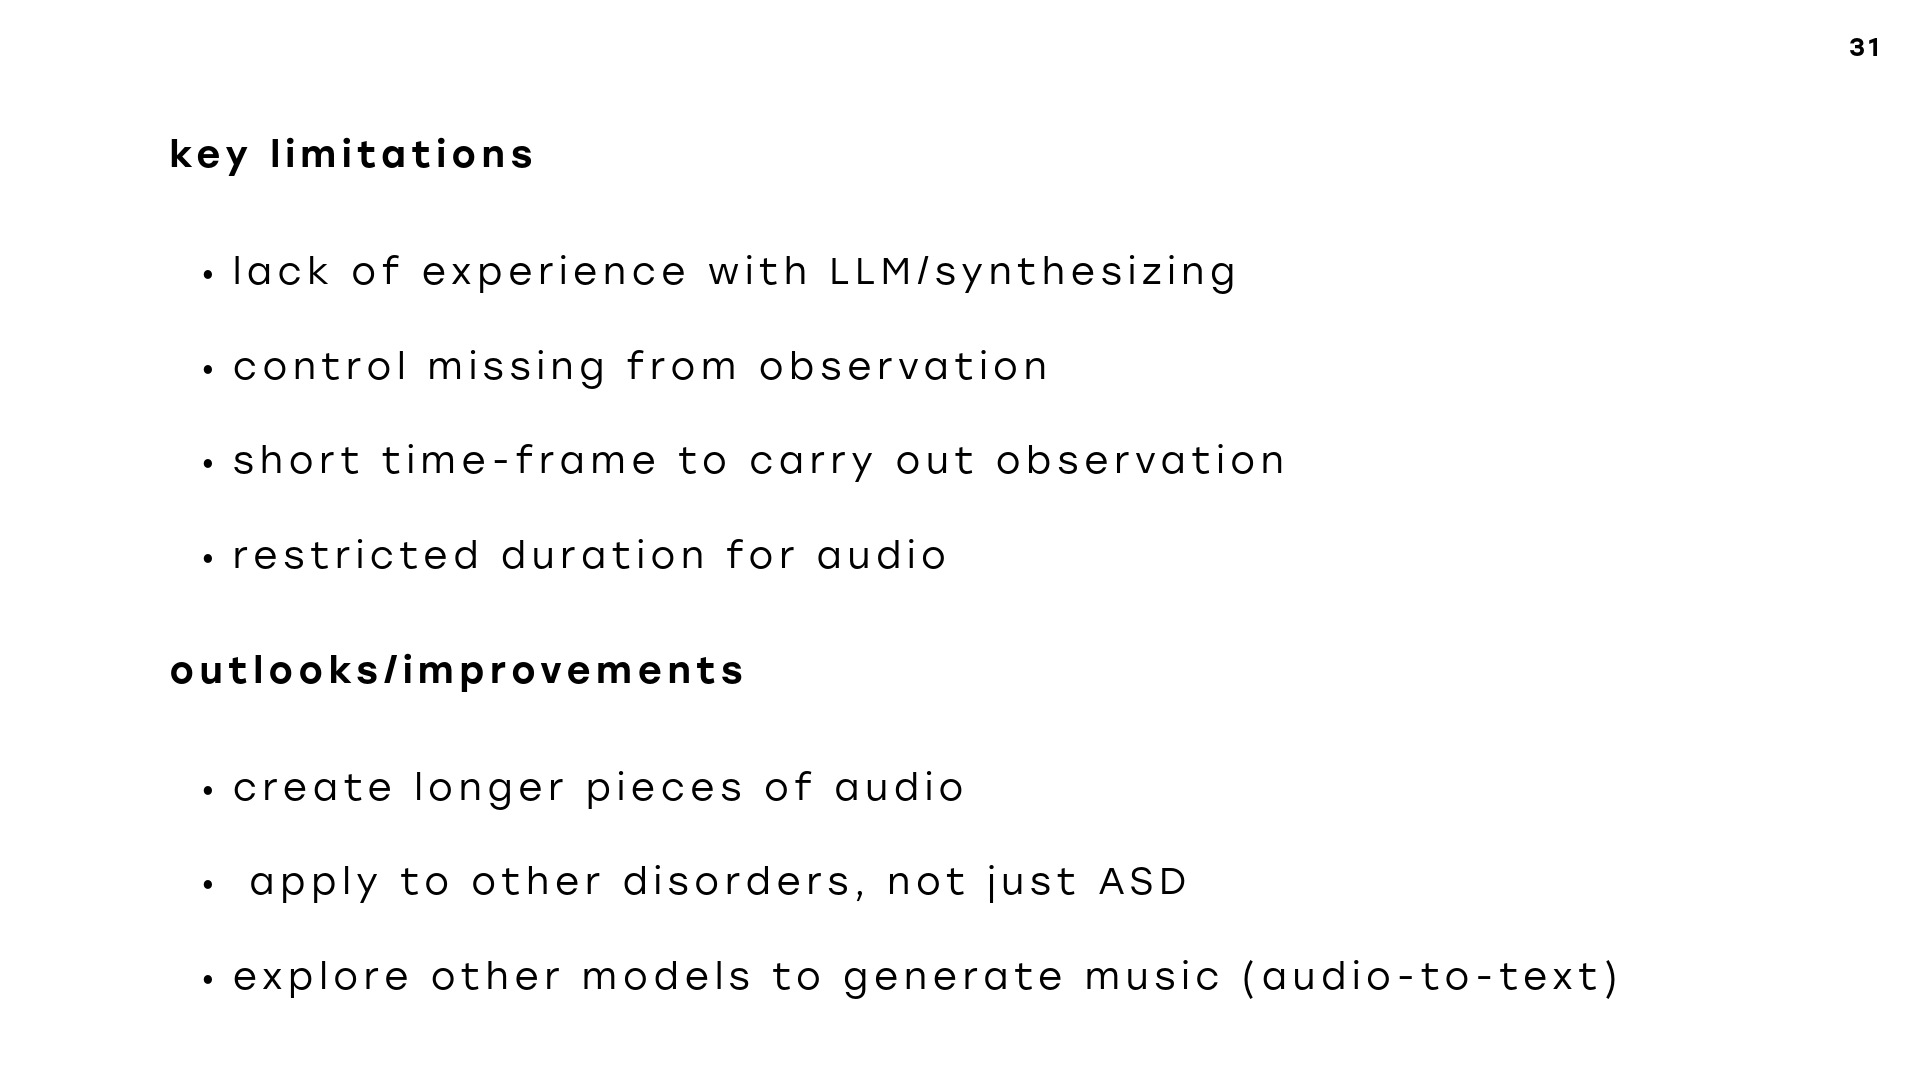 31
key limitations
• lack of experience with LLM/synthesizing
• control missing from observation
• short time-frame to carry out observation
• restricted duration for audio
outlooks/improvements
• create longer pieces of audio
• apply to other disorders, not just ASD
• explore other models to generate music (audio-to-text)